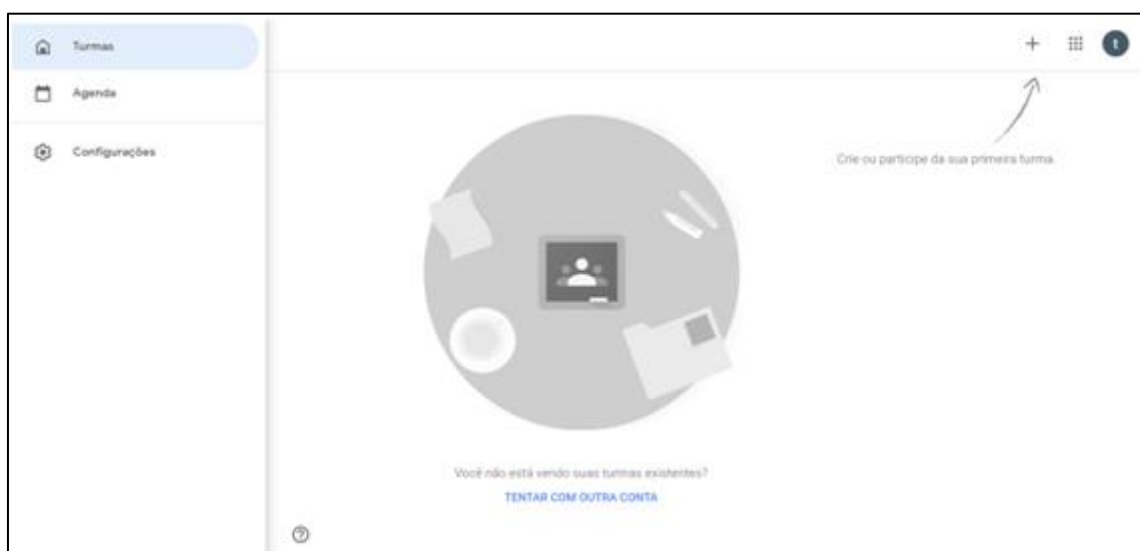 Turmas
Agenda
Configurações
t
Crie ou participe da sua primeira turma.
Você não está vendo suas turmas existentes?
TENTAR COM OUTRA CONTA